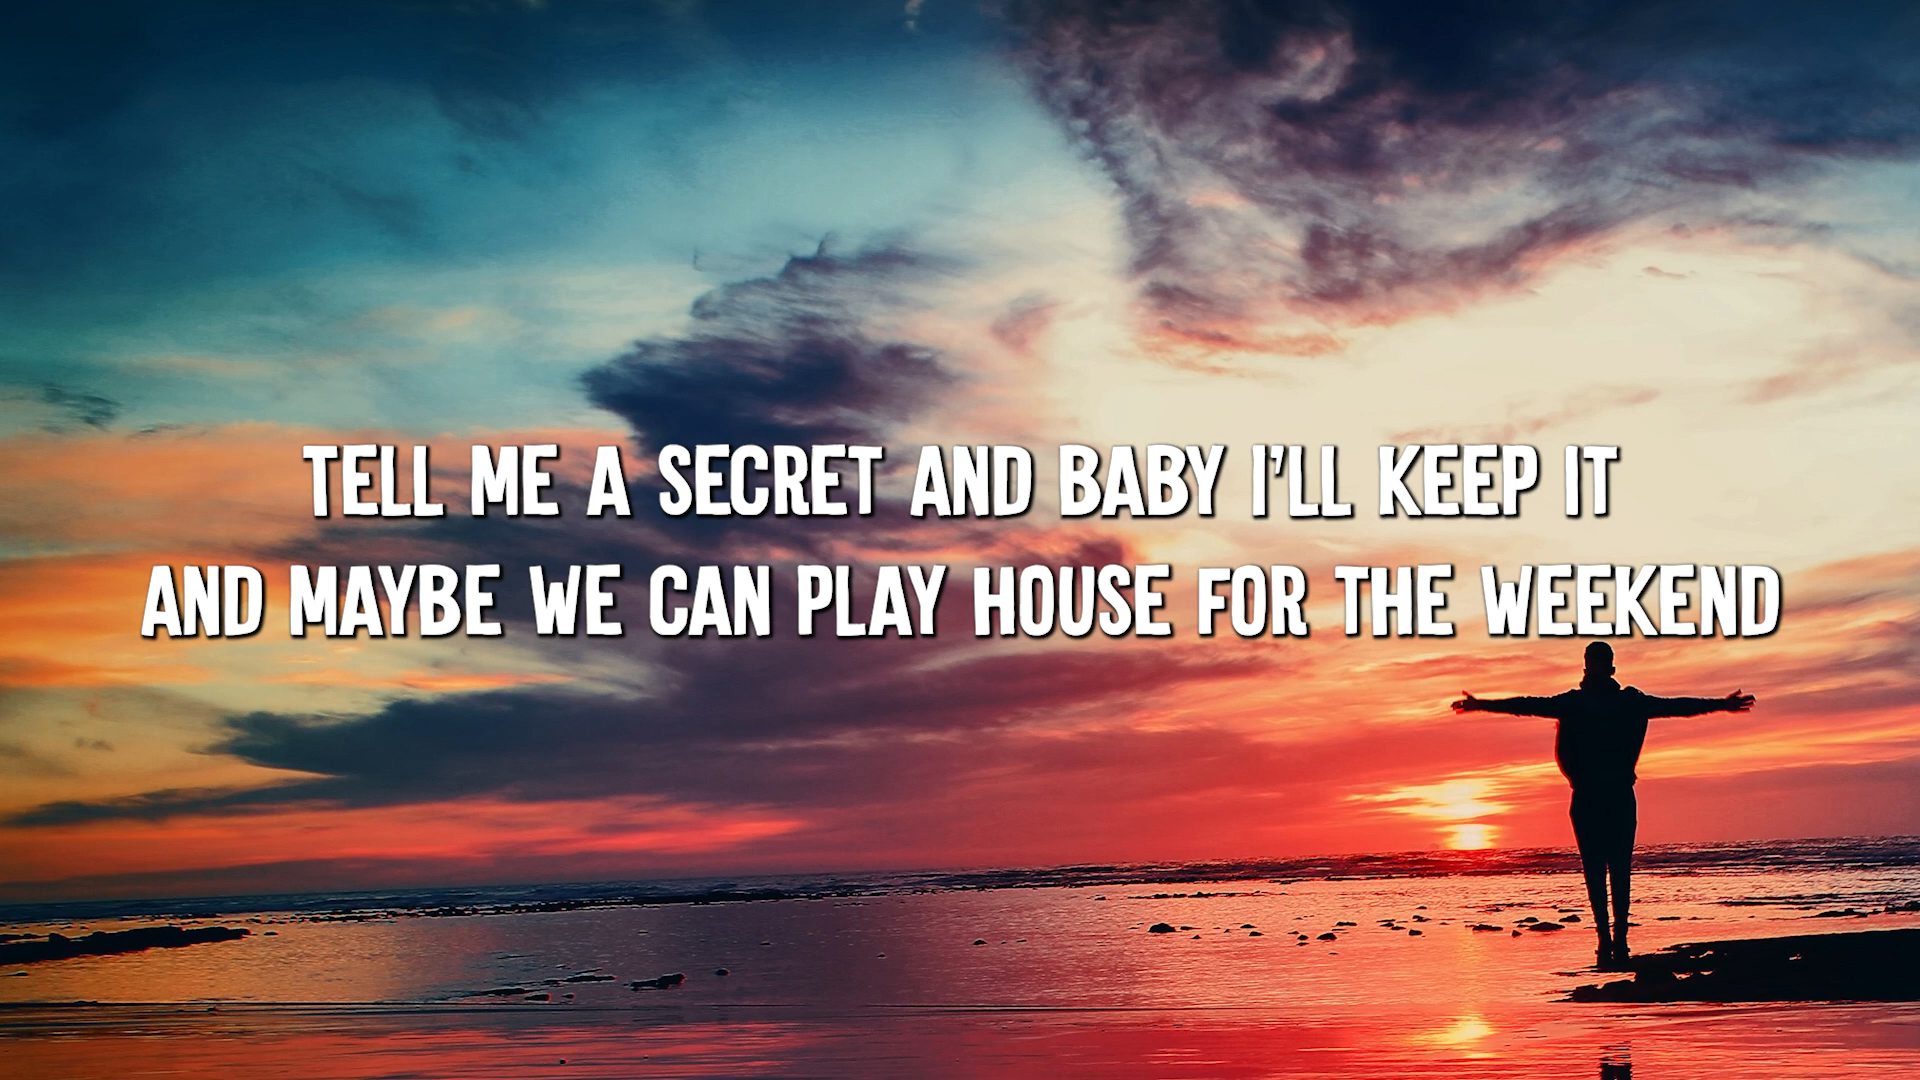 TELL ME A SECRET AND BABY I'LL KEEP IT
AND MAYBE WE CAN PLAY HOUSE FOR THE WEEKEND